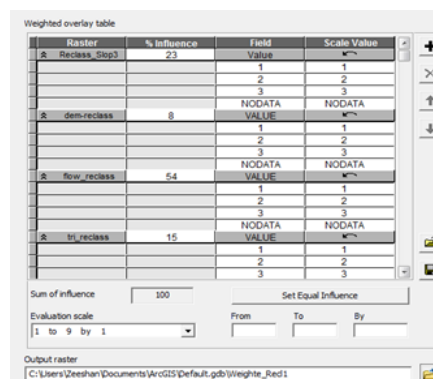 Weighted overlay table
Raster % Influence Field Scale Value
Reclass_Slop3 23 Value
1 1
2 2
3 3
NODATA NODATA
dem-reclass 8 VALUE
1 1
2 2
3 3
NODATA NODATA
flow_reclass 54 VALUE
1 1
2 2
3 3
NODATA NODATA
tri_reclass 15 VALUE
1 1
2 2
3 3
Sum of influence 100 Set Equal Influence
Evaluation scale From To By
1 to 9 by 1
Output raster
C:\Users\Zeeshan\Documents\ArcGIS\Default.gdb\Weighte_Red1